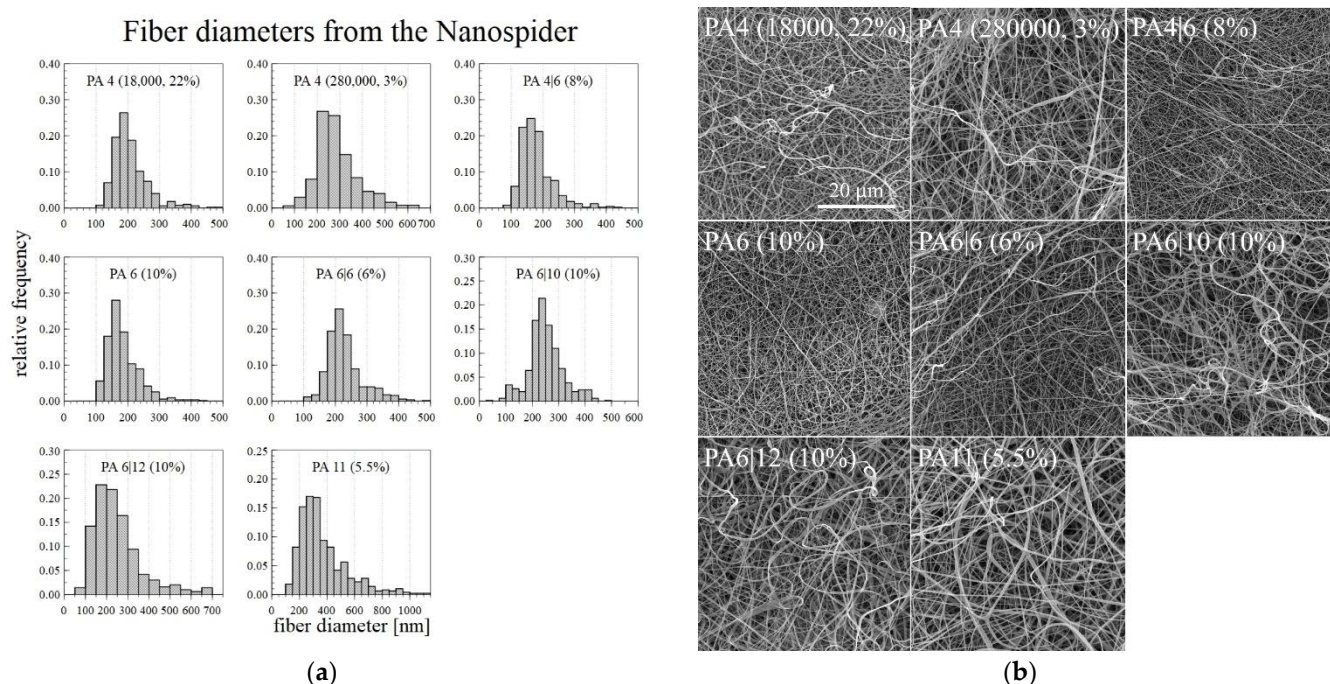 Fiber diameters from the Nanospider
PA 4 (18,000, 22%)
0.40
0.30
0.20
0.10
0.00
0 100 200 300 400 500
PA 4 (280,000, 3%)
0.40
0.30
0.20
0.10
0.00
0 100 200 300 400 500 600 700
PA 4|6 (8%)
0.40
0.30
0.20
0.10
0.00
0 100 200 300 400 500
relative frequency
PA 6 (10%)
0.40
0.30
0.20
0.10
0.00
0 100 200 300 400 500
PA 6|6 (6%)
0.40
0.30
0.20
0.10
0.00
0 100 200 300 400 500
PA 6|10 (10%)
0.30
0.25
0.20
0.15
0.10
0.05
0.00
0 100 200 300 400 500 600
PA 6|12 (10%)
0.30
0.25
0.20
0.15
0.10
0.05
0.00
0 100 200 300 400 500 600 700
PA 11 (5.5%)
0.25
0.20
0.15
0.10
0.05
0.00
0 200 400 600 800 1000
fiber diameter [nm]
(a)
PA4 (18000, 22%)
PA4 (280000, 3%)
PA4|6 (8%)
20 µm
PA6 (10%)
PA6|6 (6%)
PA6|10 (10%)
PA6|12 (10%)
PA11 (5.5%)
(b)